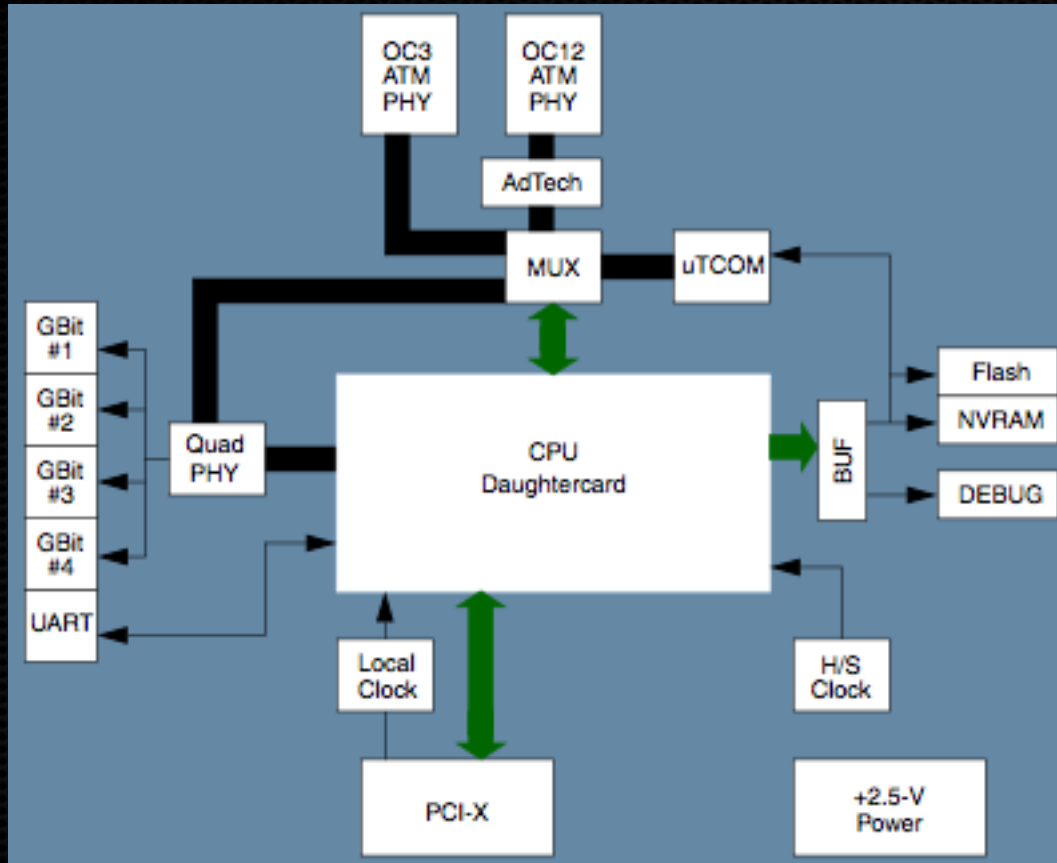 OC3
ATM
PHY
OC12
ATM
PHY
AdTech
MUX
uTCOM
GBit
#1
GBit
#2
GBit
#3
GBit
#4
UART
Quad
PHY
CPU
Daughtercard
BUF
Flash
NVRAM
DEBUG
Local
Clock
H/S
Clock
PCI-X
+2.5-V
Power